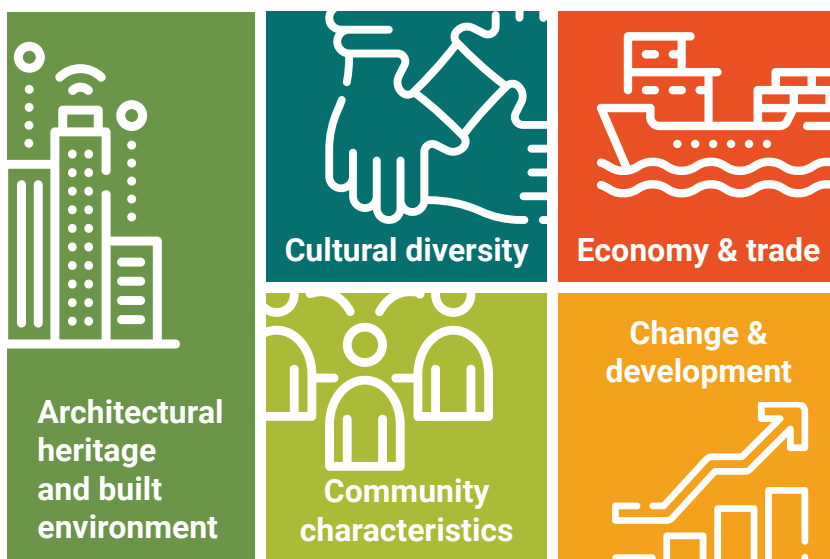 Architectural
heritage
and built
environment
Cultural diversity
Economy & trade
Community
characteristics
Change &
development